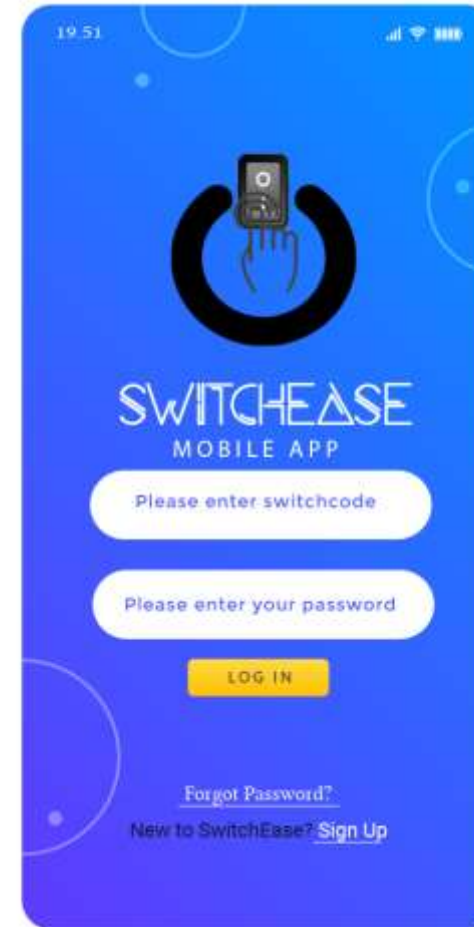 19.51
SWITCHEASE
MOBILE APP
Please enter switchcode
Please enter your password
LOG IN
Forgot Password?
New to SwitchEase? Sign Up